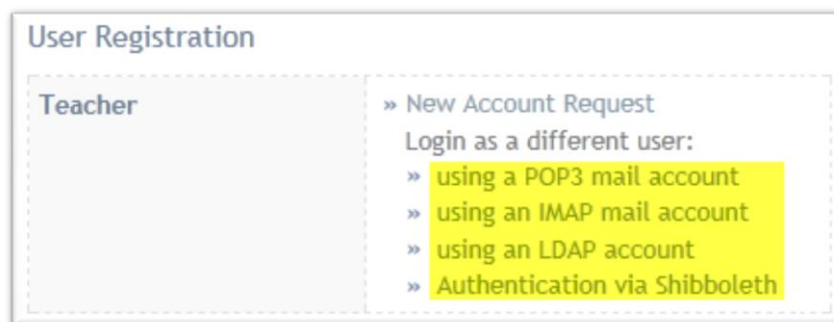 User Registration
Teacher
» New Account Request
Login as a different user:
» using a POP3 mail account
» using an IMAP mail account
» using an LDAP account
» Authentication via Shibboleth